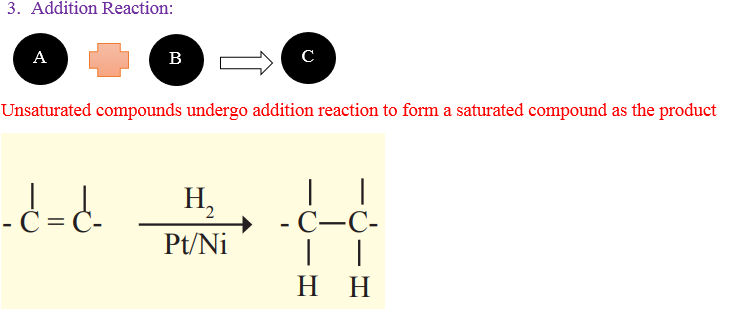 3. Addition Reaction:
A B C
Unsaturated compounds undergo addition reaction to form a saturated compound as the product
H₂
- C = C- - C—C-
Pt/Ni
H H